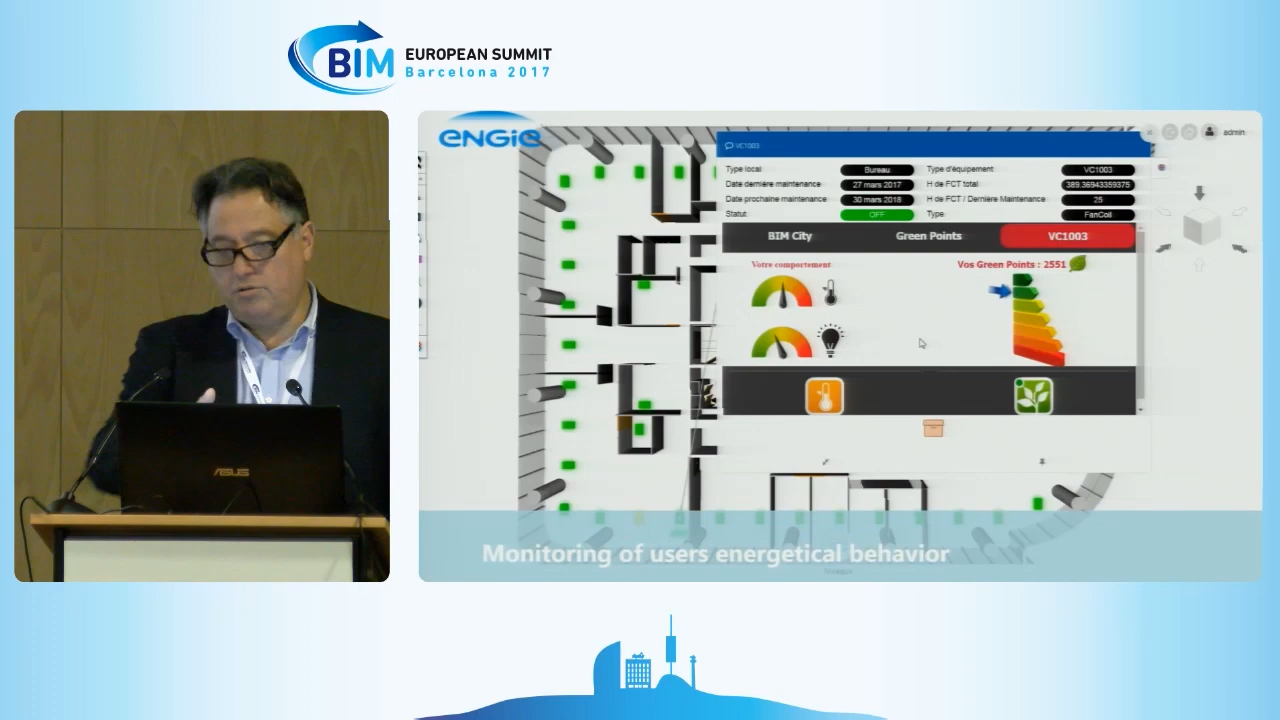 BIM EUROPEAN SUMMIT
Barcelona 2017
ENGIE
admin
VC1003
Type local
Bureau
Type d'équipement
VC1003
Date dernière maintenance
27 mars 2017
H de FCT total
389.36943359375
Date prochaine maintenance
30 mars 2018
H de FCT / Dernière Maintenance
25
Statut
OFF
Type
FanCoil
BIM City
Green Points
VC1003
Votre comportement
Vos Green Points : 2551
ASUS
Monitoring of users energetical behavior